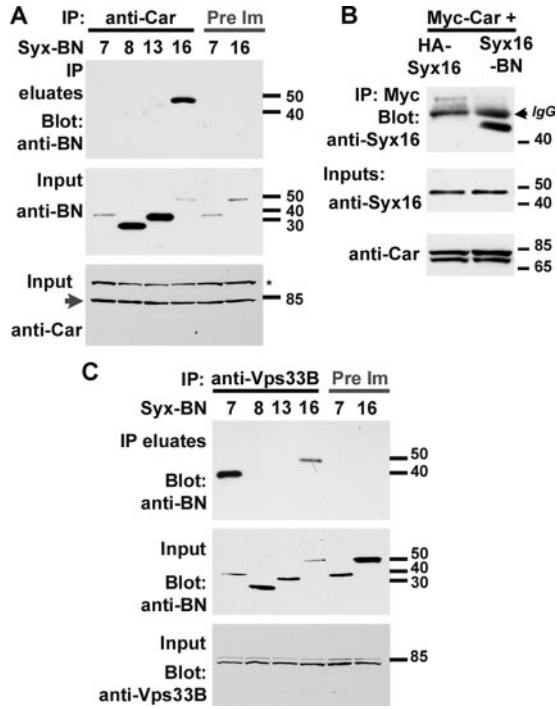 A
IP: anti-Car Pre Im
Syx-BN 7 8 13 16 7 16
IP
eluates
Blot:
anti-BN
50
40
Input
anti-BN
50
40
30
Input
*
85
anti-Car
B
Myc-Car +
HA-
Syx16
Syx16
-BN
IP: Myc
Blot:
anti-Syx16
IgG
40
Inputs:
anti-Syx16
50
40
anti-Car
85
65
C
IP: anti-Vps33B Pre Im
Syx-BN 7 8 13 16 7 16
IP eluates
Blot:
anti-BN
50
40
Input
Blot:
anti-BN
50
40
30
Input
Blot:
anti-Vps33B
85